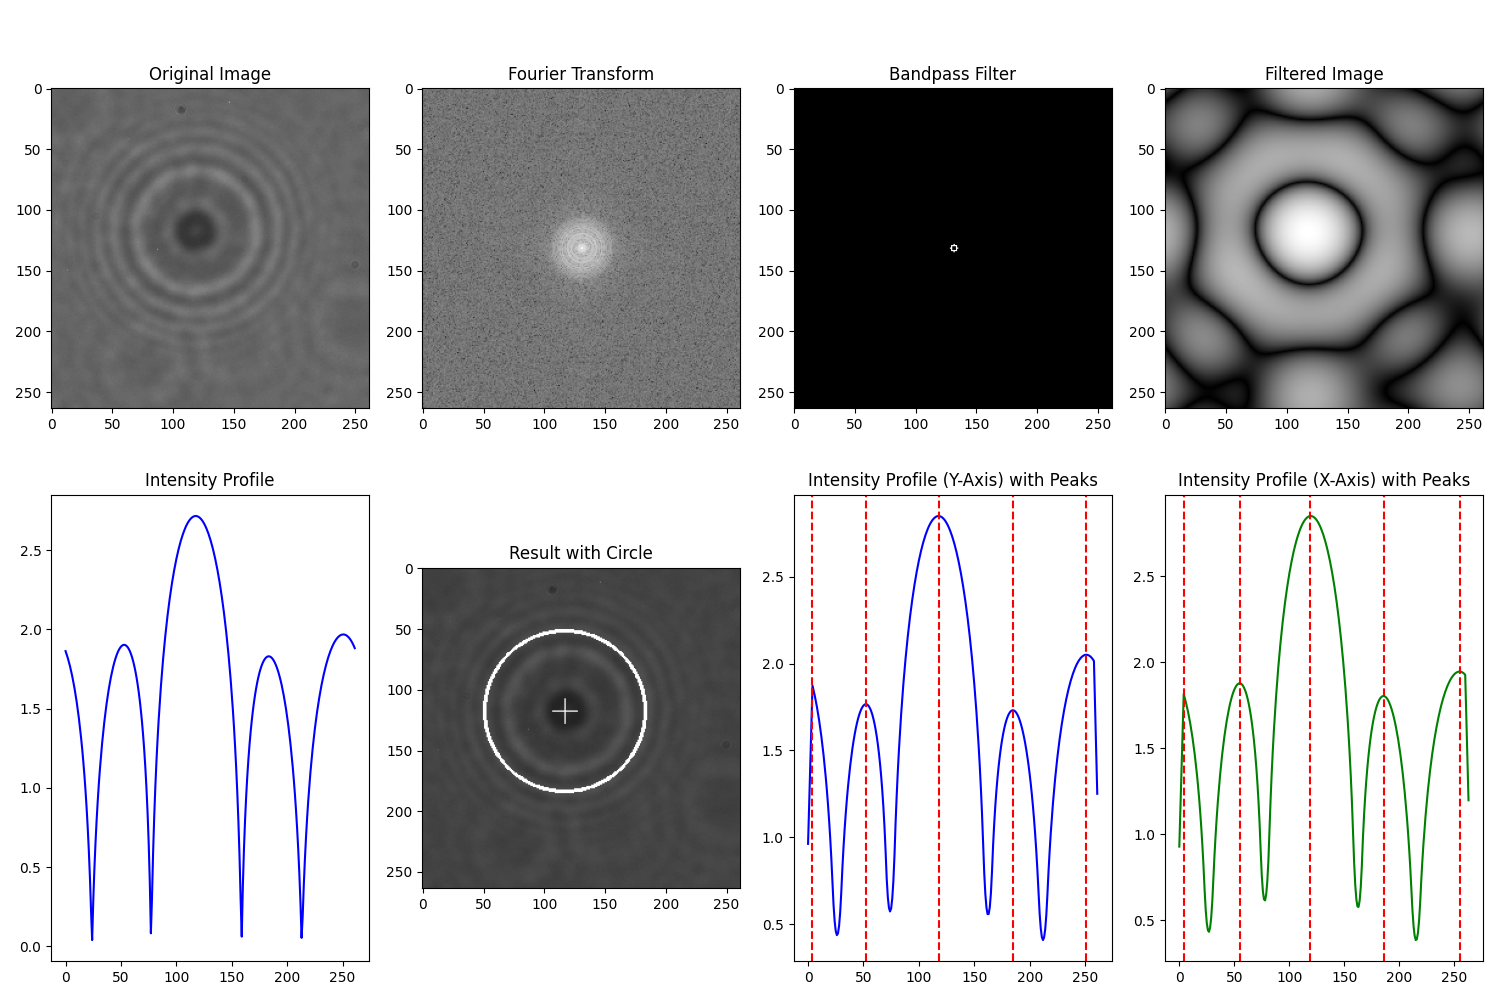 Original Image
Fourier Transform
Bandpass Filter
Filtered Image
0
50
100
150
200
250
0 50 100 150 200 250
0
50
100
150
200
250
0 50 100 150 200 250
0
50
100
150
200
250
0 50 100 150 200 250
0
50
100
150
200
250
0 50 100 150 200 250
Intensity Profile
2.5
2.0
1.5
1.0
0.5
0.0
0 50 100 150 200 250
Result with Circle
0
50
100
150
200
250
0 50 100 150 200 250
Intensity Profile (Y-Axis) with Peaks
2.5
2.0
1.5
1.0
0.5
0 50 100 150 200 250
Intensity Profile (X-Axis) with Peaks
2.5
2.0
1.5
1.0
0.5
0 50 100 150 200 250